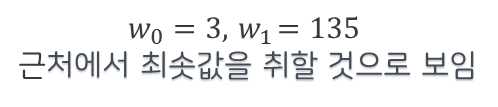 w₀ = 3, w₁ = 135
근처에서 최솟값을 취할 것으로 보임